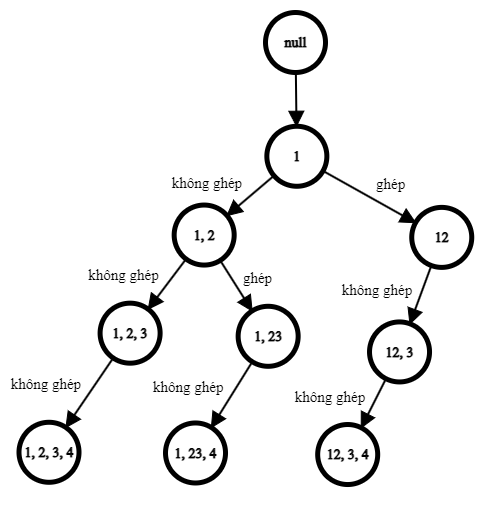 null
1
không ghép
ghép
1, 2
12
không ghép
ghép
không ghép
1, 2, 3
1, 23
12, 3
không ghép
không ghép
không ghép
1, 2, 3, 4
1, 23, 4
12, 3, 4